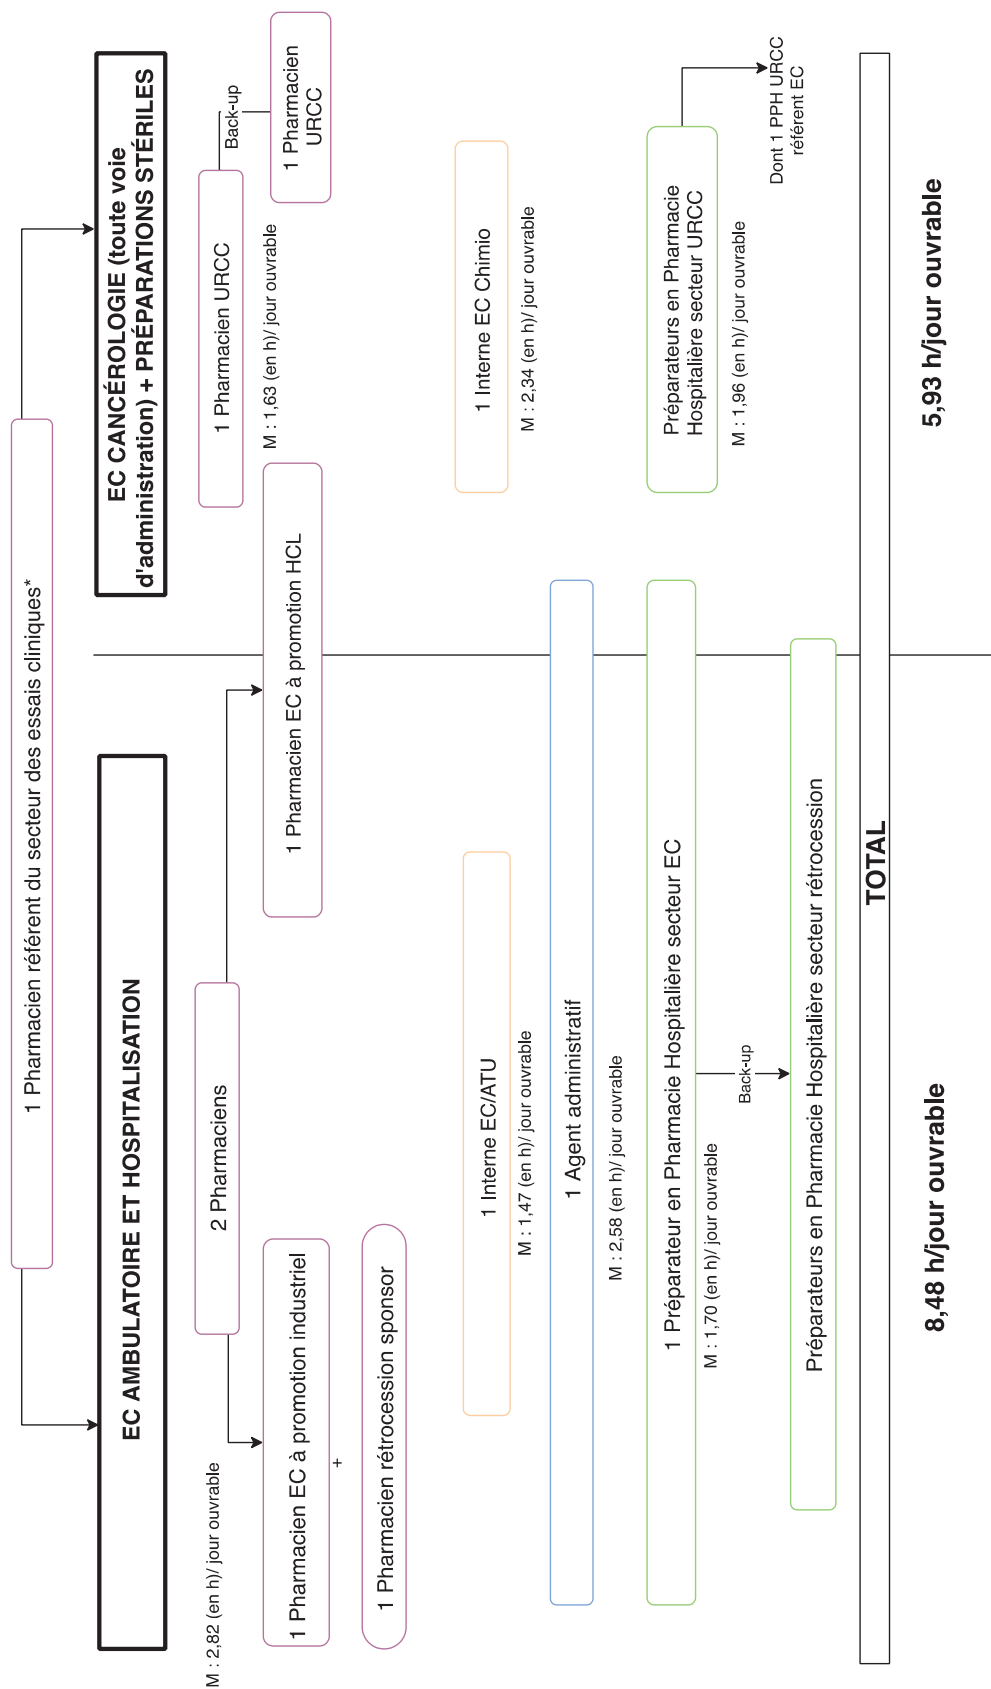 1 Pharmacien référent du secteur des essais cliniques*
EC AMBULATOIRE ET HOSPITALISATION
EC CANCÉROLOGIE (toute voie
d'administration) + PRÉPARATIONS STÉRILES
M : 2,82 (en h)/ jour ouvrable
2 Pharmaciens
1 Pharmacien URCC
Back-up
1 Pharmacien EC à promotion industriel
+
1 Pharmacien rétrocession sponsor
1 Pharmacien EC à promotion HCL
M : 1,63 (en h)/ jour ouvrable
1 Pharmacien
URCC
1 Interne EC/ATU
M : 1,47 (en h)/ jour ouvrable
1 Interne EC Chimio
M : 2,34 (en h)/ jour ouvrable
1 Agent administratif
M : 2,58 (en h)/ jour ouvrable
1 Préparateur en Pharmacie Hospitalière secteur EC
M : 1,70 (en h)/ jour ouvrable
Préparateurs en Pharmacie
Hospitalière secteur URCC
M : 1,96 (en h)/ jour ouvrable
Back-up
Dont 1 PPH URCC
référent EC
Préparateurs en Pharmacie Hospitalière secteur rétrocession
TOTAL
8,48 h/jour ouvrable
5,93 h/jour ouvrable